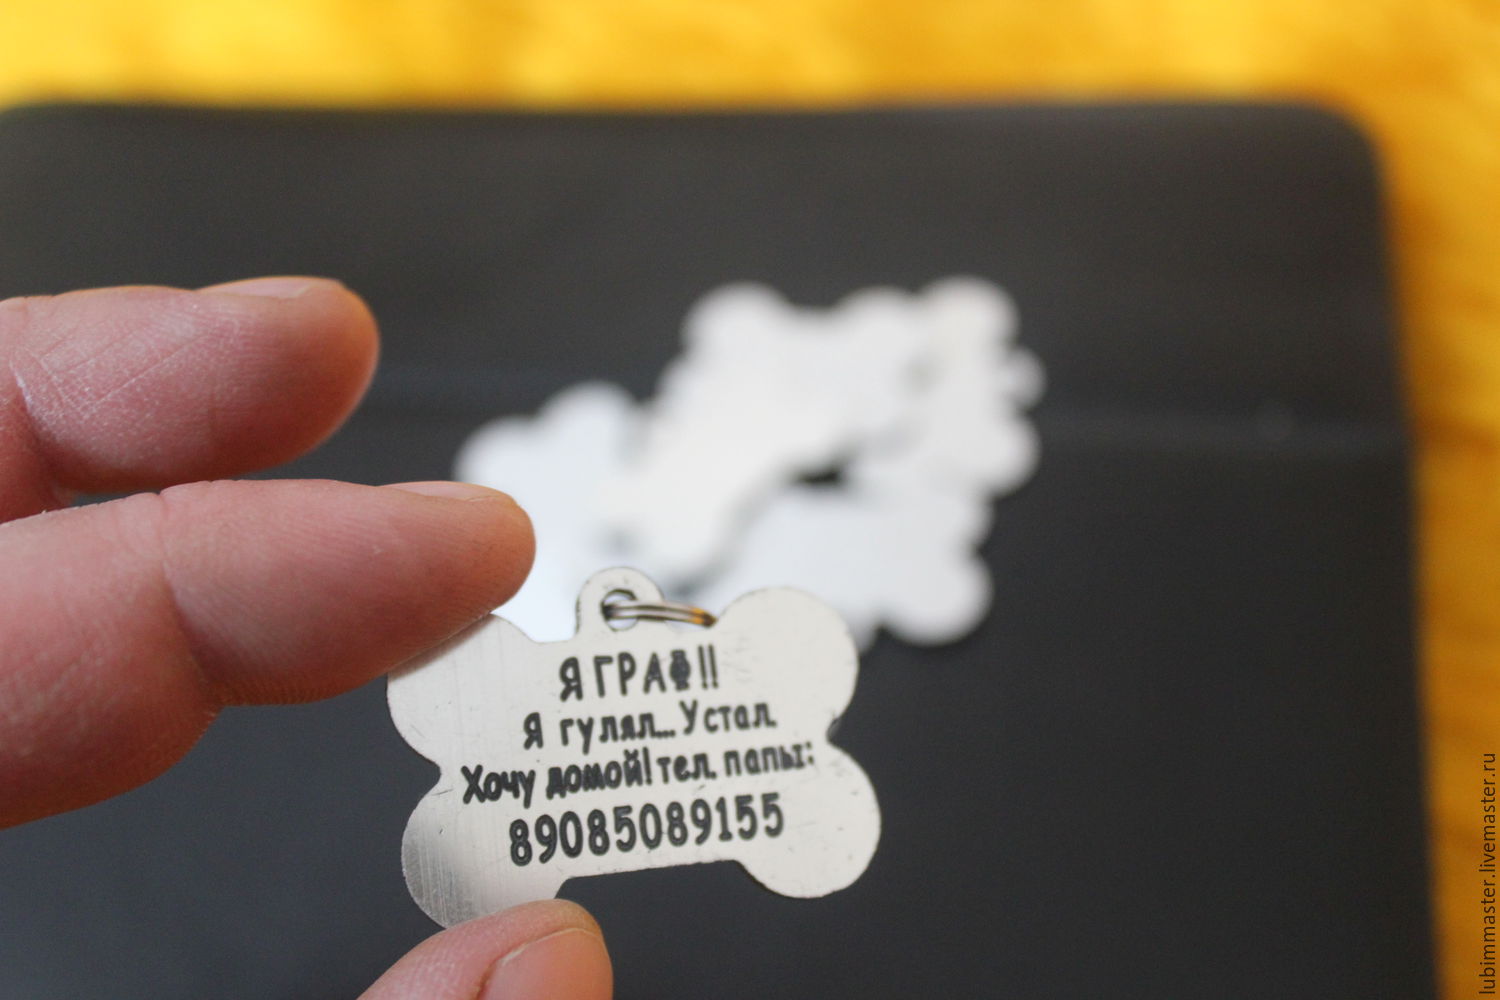 Я ГРАФ!!
Я гулял... Устал.
Хочу домой! тел. папы:
89085089155
lubimmaster.livemaster.ru